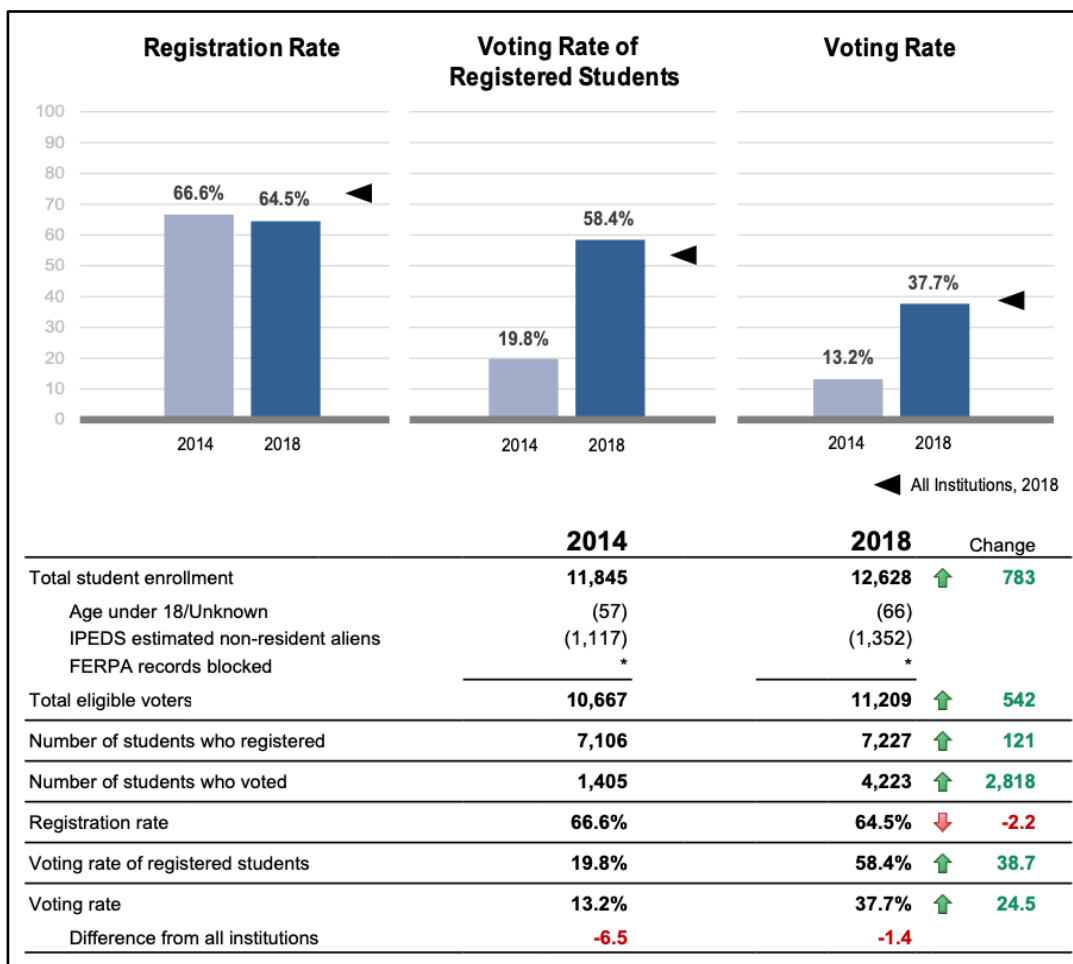 Registration Rate
Voting Rate of
Registered Students
Voting Rate
100
90
80
70
60
50
40
30
20
10
0
66.6%
64.5%
2014
2018
19.8%
58.4%
2014
2018
13.2%
37.7%
2014
2018
All Institutions, 2018
2014 2018 Change
Total student enrollment 11,845 12,628 783
Age under 18/Unknown (57) (66)
IPEDS estimated non-resident aliens (1,117) (1,352)
FERPA records blocked * *
Total eligible voters 10,667 11,209 542
Number of students who registered 7,106 7,227 121
Number of students who voted 1,405 4,223 2,818
Registration rate 66.6% 64.5% -2.2
Voting rate of registered students 19.8% 58.4% 38.7
Voting rate 13.2% 37.7% 24.5
Difference from all institutions -6.5 -1.4